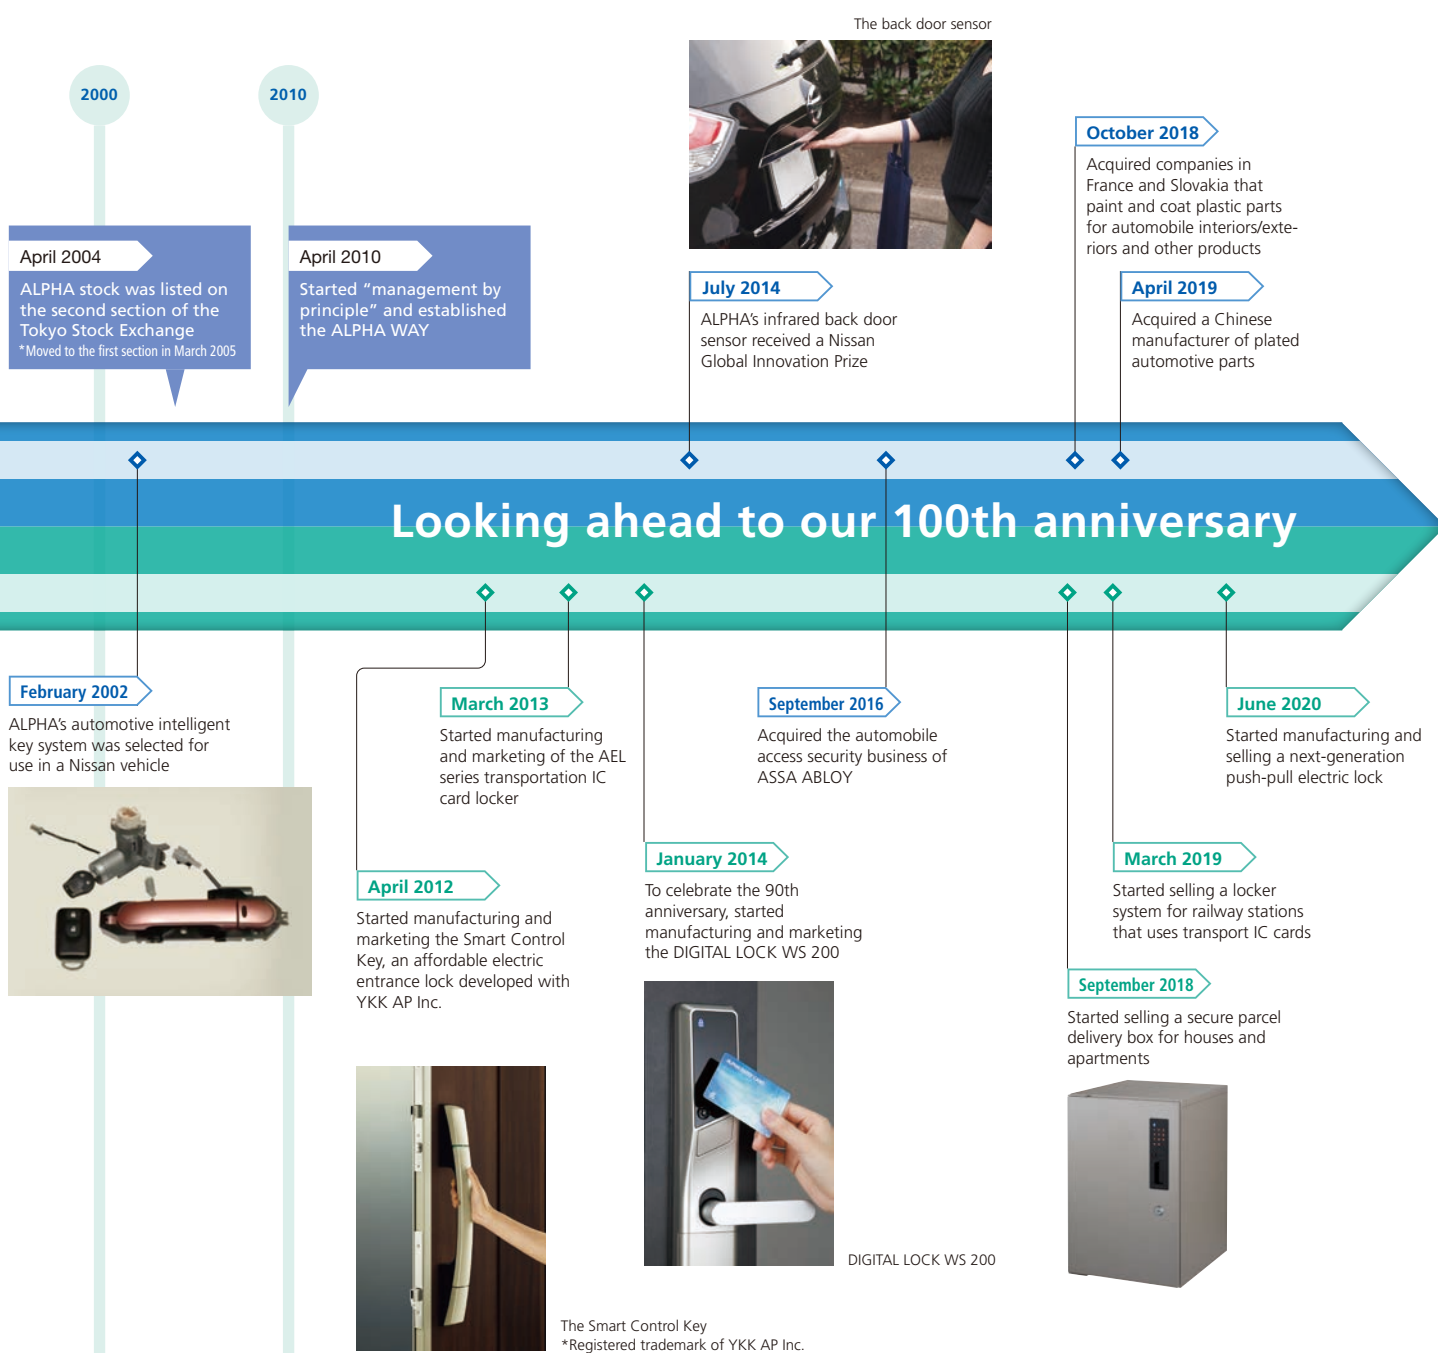 The back door sensor
2000
2010
April 2004
ALPHA stock was listed on
the second section of the
Tokyo Stock Exchange
*Moved to the first section in March 2005
April 2010
Started “management by
principle” and established
the ALPHA WAY
July 2014
ALPHA’s infrared back door
sensor received a Nissan
Global Innovation Prize
October 2018
Acquired companies in
France and Slovakia that
paint and coat plastic parts
for automobile interiors/exte-
riors and other products
April 2019
Acquired a Chinese
manufacturer of plated
automotive parts
Looking ahead to our 100th anniversary
February 2002
ALPHA’s automotive intelligent
key system was selected for
use in a Nissan vehicle
April 2012
Started manufacturing and
marketing the Smart Control
Key, an affordable electric
entrance lock developed with
YKK AP Inc.
The Smart Control Key
*Registered trademark of YKK AP Inc.
March 2013
Started manufacturing
and marketing of the AEL
series transportation IC
card locker
January 2014
To celebrate the 90th
anniversary, started
manufacturing and marketing
the DIGITAL LOCK WS 200
DIGITAL LOCK WS 200
September 2016
Acquired the automobile
access security business of
ASSA ABLOY
September 2018
Started selling a secure parcel
delivery box for houses and
apartments
March 2019
Started selling a locker
system for railway stations
that uses transport IC cards
June 2020
Started manufacturing and
selling a next-generation
push-pull electric lock